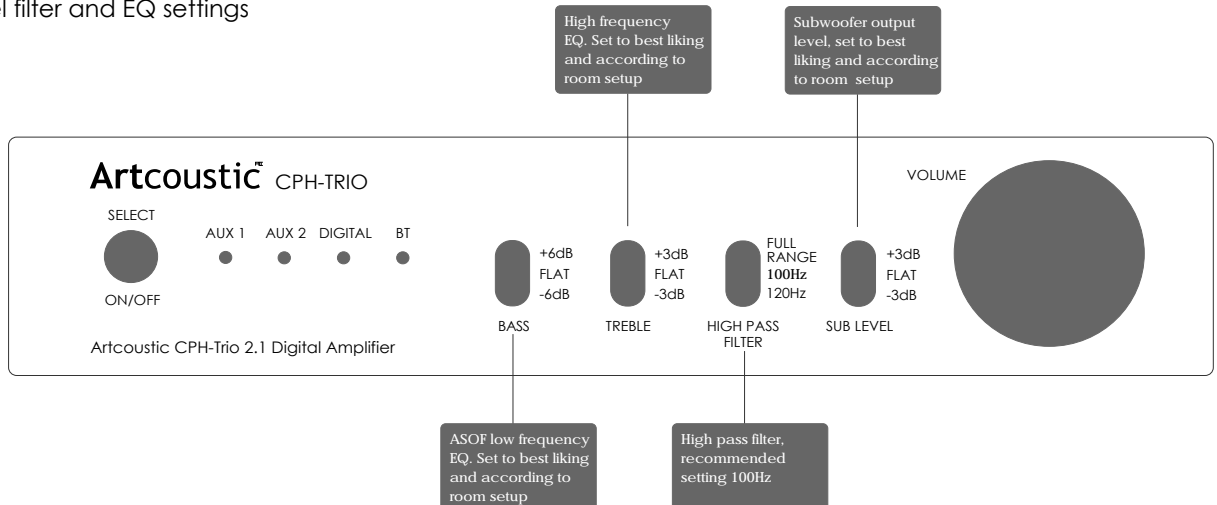 filter and EQ settings
High frequency
EQ. Set to best liking
and according to
room setup
Subwoofer output
level, set to best
liking and according
to room setup
Artcoustic CPH-TRIO
VOLUME
SELECT
AUX 1 AUX 2 DIGITAL BT
ON/OFF
+6dB
FLAT
-6dB
BASS
+3dB
FLAT
-3dB
TREBLE
FULL
RANGE
100Hz
120Hz
HIGH PASS
FILTER
+3dB
FLAT
-3dB
SUB LEVEL
Artcoustic CPH-Trio 2.1 Digital Amplifier
ASOF low frequency
EQ. Set to best liking
and according to
room setup
High pass filter,
recommended
setting 100Hz